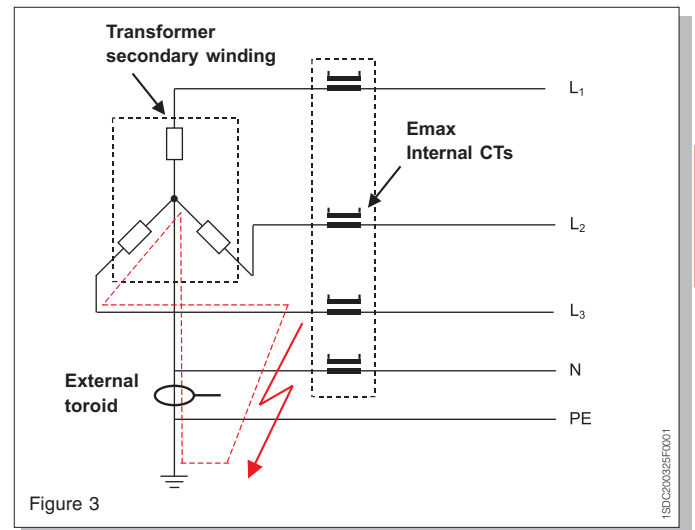 Transformer
secondary winding
L1
Emax
Internal CTs
L2
L3
External
toroid
N
PE
Figure 3
1SDC200325F0001